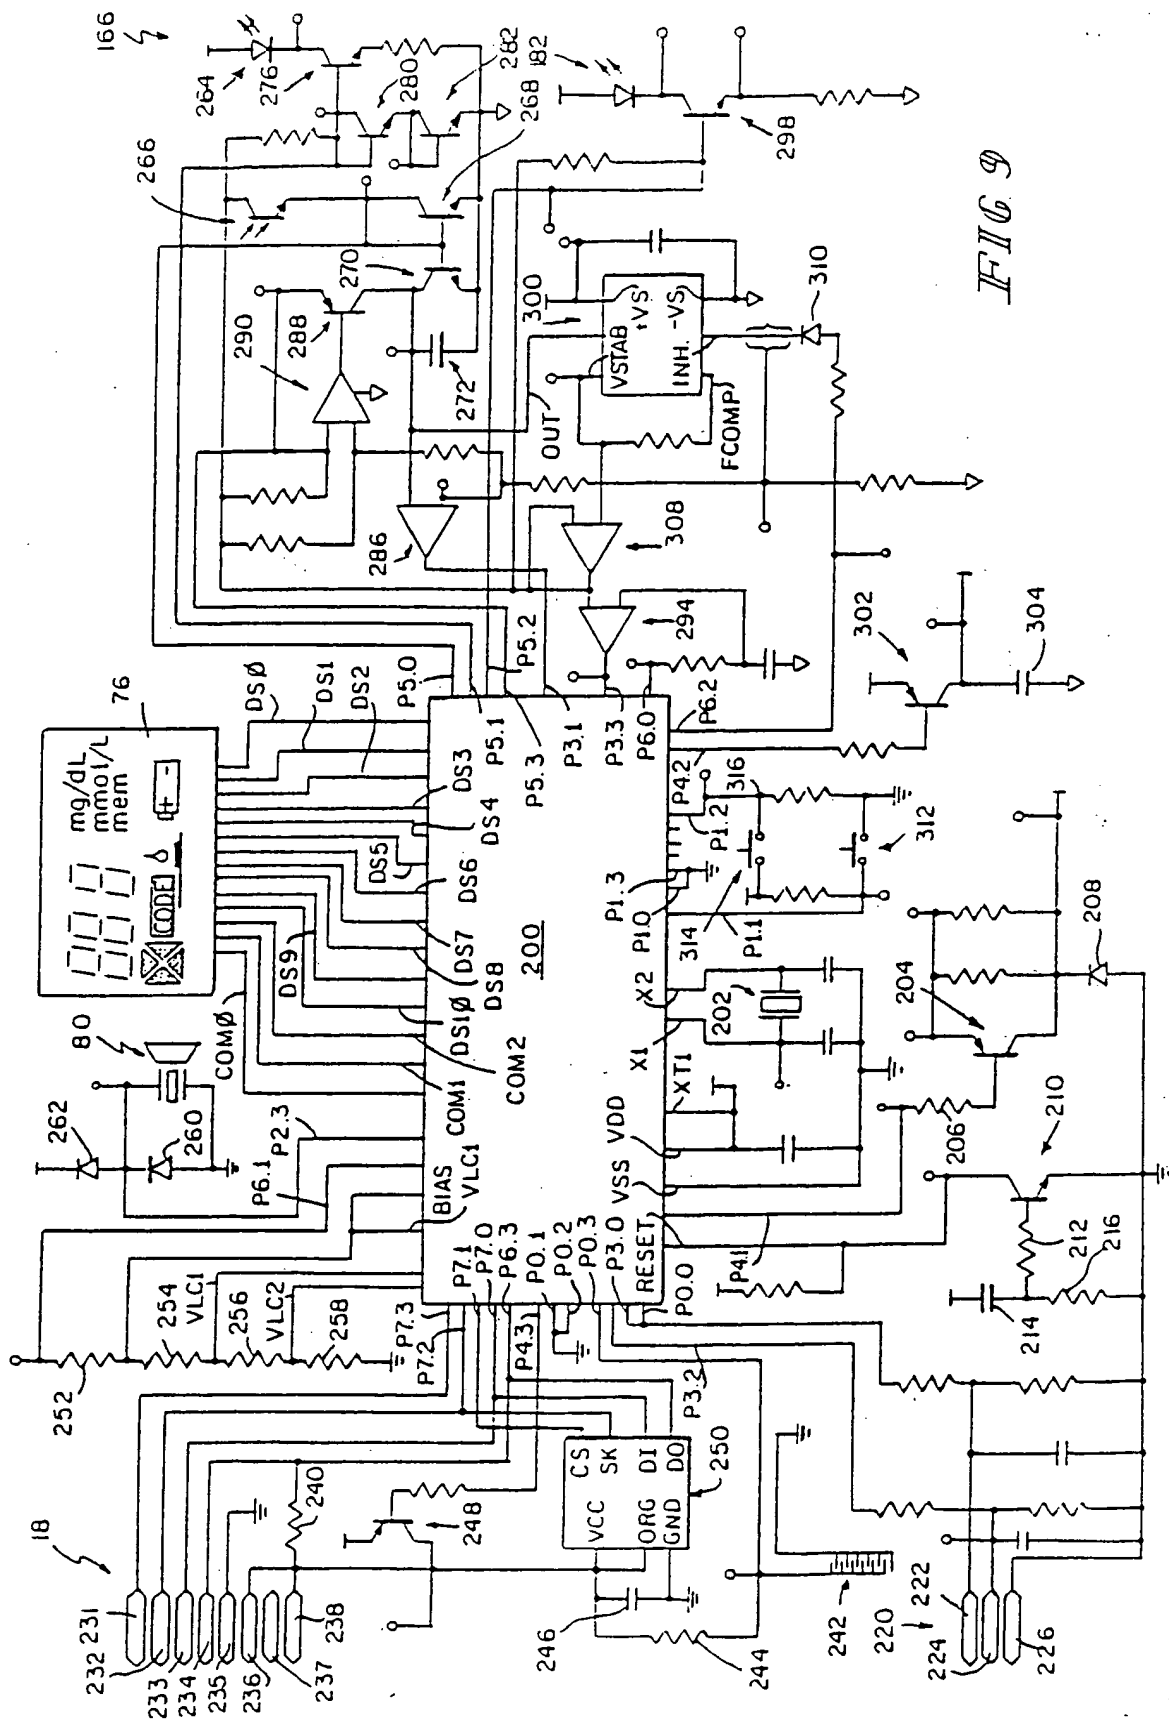 166
264
276
280
282
182
268
266
298
270
288
290
272
300
310
VSTAB
+VS
INH.
-VS
OUT
FCOMP
286
308
294
302
304
FIG 9
76
mg/dL
mmol/L
mem
CODE
+ -
DSØ
DS1
DS2
DS3
DS4
DS5
DS6
DS7
DS8
DS9
DS1Ø
COMØ
COM1
COM2
BIAS
VLC1
80
262
260
P2.3
P6.1
200
P5.0
P5.1
P5.2
P5.3
P3.1
P3.3
P6.0
P6.2
P4.2
P1.2
P1.3
P1.0
P1.1
316
314
312
X2
X1
XT1
VDD
VSS
202
204
206
208
210
212
214
216
P4.1
RESET
P0.0
P3.0
P0.3
P0.2
P0.1
P6.3
P7.0
P7.1
P7.2
P7.3
P4.3
P3.2
252
254
256
258
VLC1
VLC2
18
231
232
233
234
235
236
237
238
240
248
CS
SK
DI
DO
VCC
ORG
GND
250
246
244
242
220
222
224
226